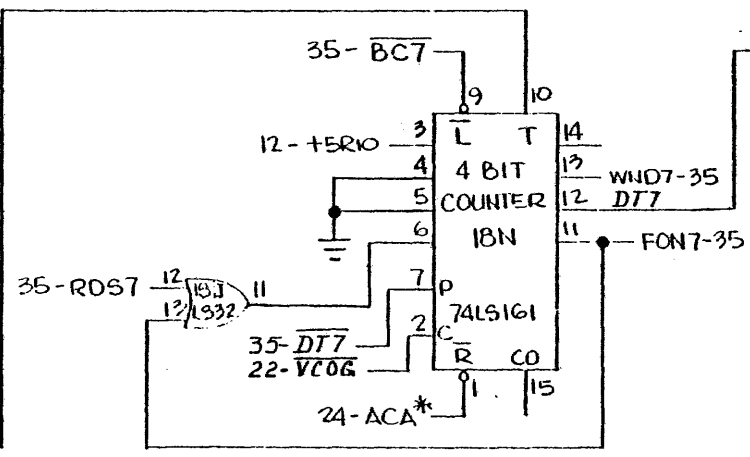 35- BC7
9 10
L T
12- +5R10 3 14
4 4 BIT 13 WND7-35
5 COUNTER 12 DT7
6 18N 11 FON7-35
35-RDS7 12 11
13 LS32
7 P
74LS161
35-DT7
2 C
22-VCOG
R CO
1 15
24-ACA*